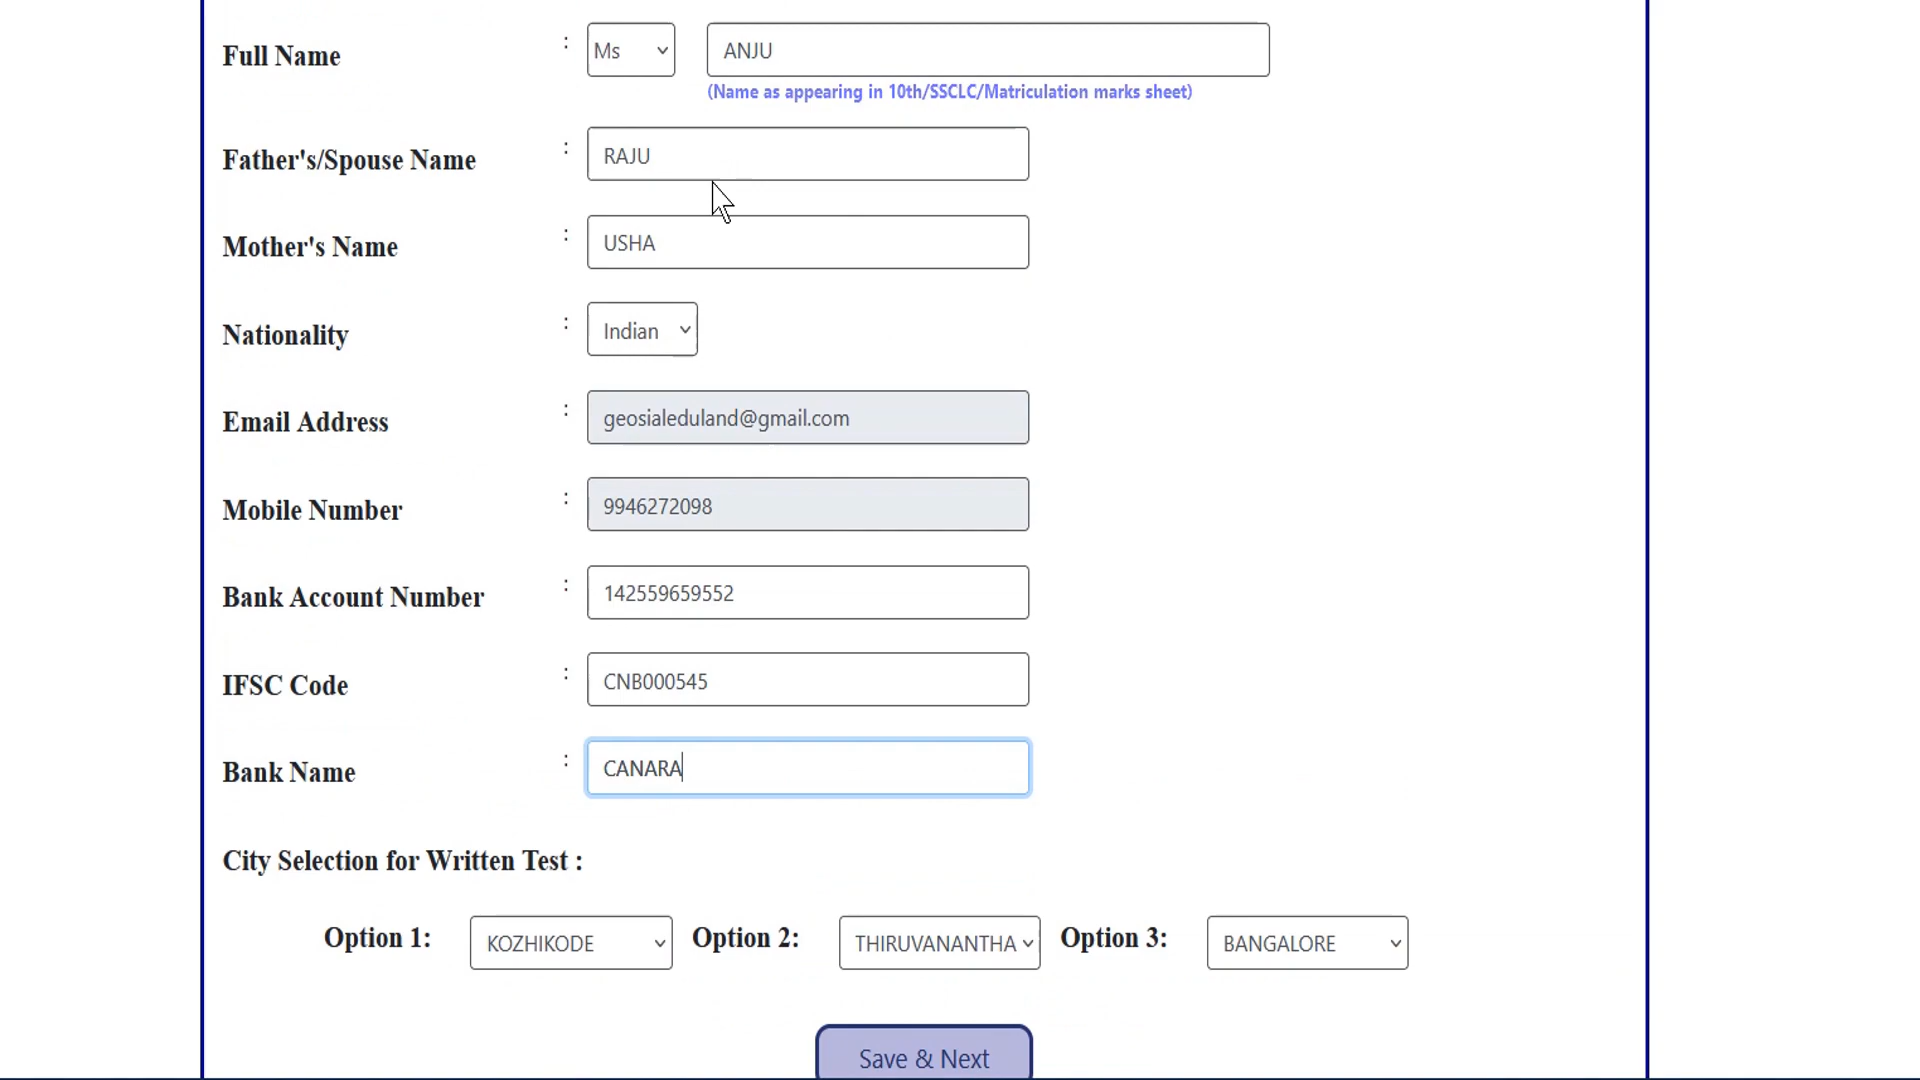 Full Name : Ms ANJU
(Name as appearing in 10th/SSCLC/Matriculation marks sheet)
Father's/Spouse Name : RAJU
Mother's Name : USHA
Nationality : Indian
Email Address : geosialeduland@gmail.com
Mobile Number : 9946272098
Bank Account Number : 142559659552
IFSC Code : CNB000545
Bank Name : CANARA
City Selection for Written Test :
Option 1: KOZHIKODE Option 2: THIRUVANANTHA Option 3: BANGALORE
Save & Next